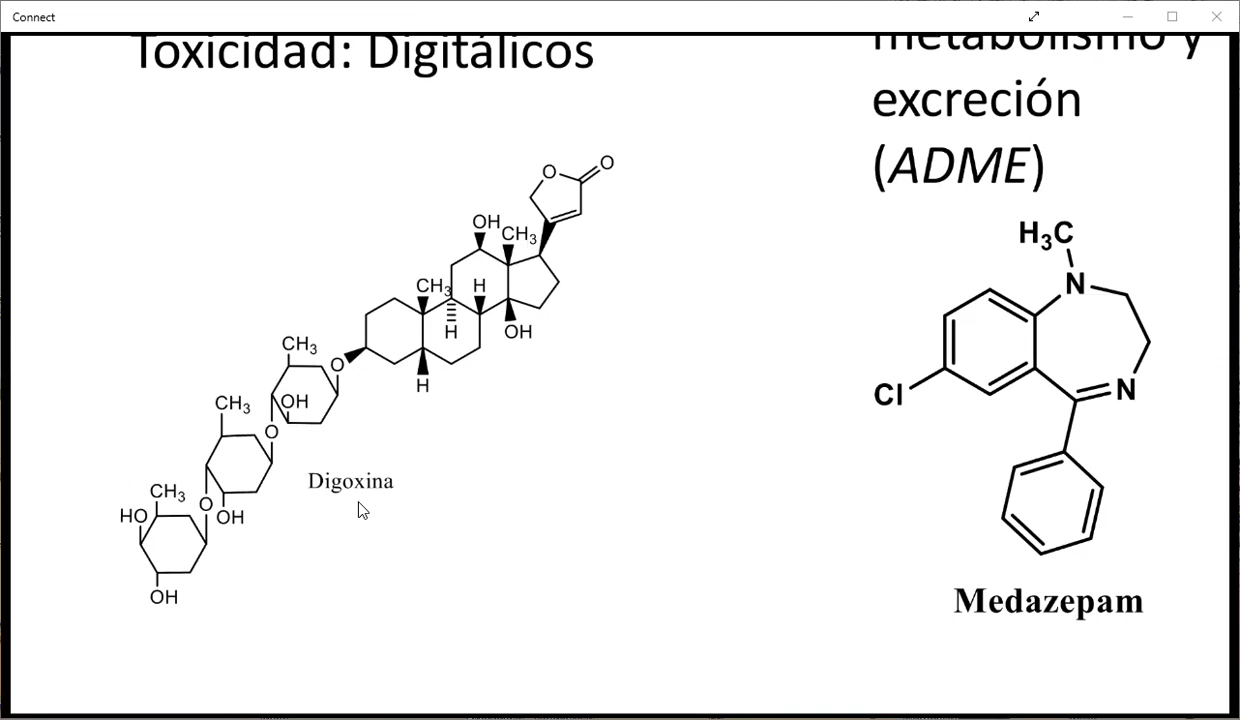 Connect
Toxicidad: Digitálicos
metabolismo y
excreción
(ADME)
O
O
OH
CH3
CH3
H
H
OH
H
O
CH3
OH
O
CH3
OH
O
CH3
HO
OH
Digoxina
H3C
N
Cl
N
Medazepam